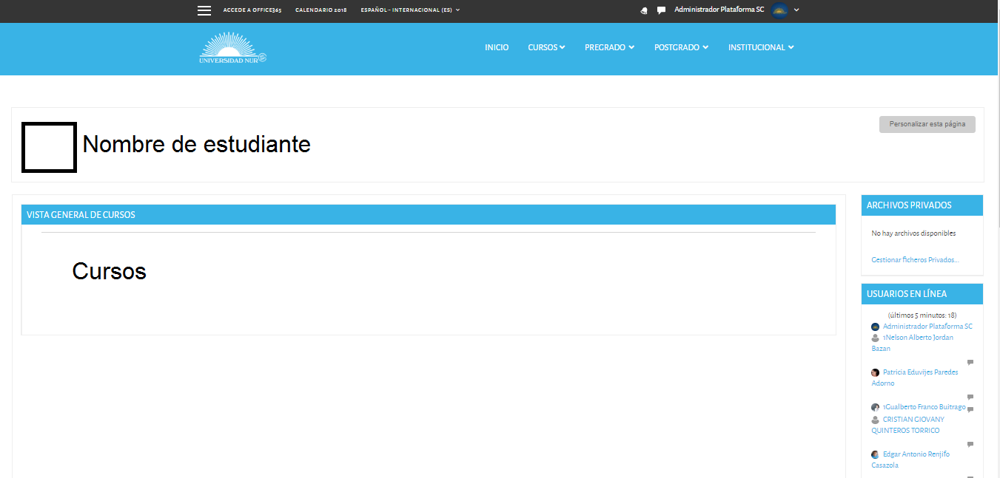 ACCEDE A OFFICE365 CALENDARIO 2018 ESPAÑOL - INTERNACIONAL (ES) Administrador Plataforma SC
UNIVERSIDAD NUR
INICIO CURSOS PREGRADO POSTGRADO INSTITUCIONAL
Personalizar esta página
Nombre de estudiante
VISTA GENERAL DE CURSOS
Cursos
ARCHIVOS PRIVADOS
No hay archivos disponibles
Gestionar ficheros Privados...
USUARIOS EN LÍNEA
(últimos 5 minutos: 18)
Administrador Plataforma SC
1Nelson Alberto Jordan
Bazan
Patricia Eduvijes Paredes
Adorno
1Gualberto Franco Buitrago
CRISTIAN GIOVANY
QUINTEROS TORRICO
Edgar Antonio Renjifo
Casazola